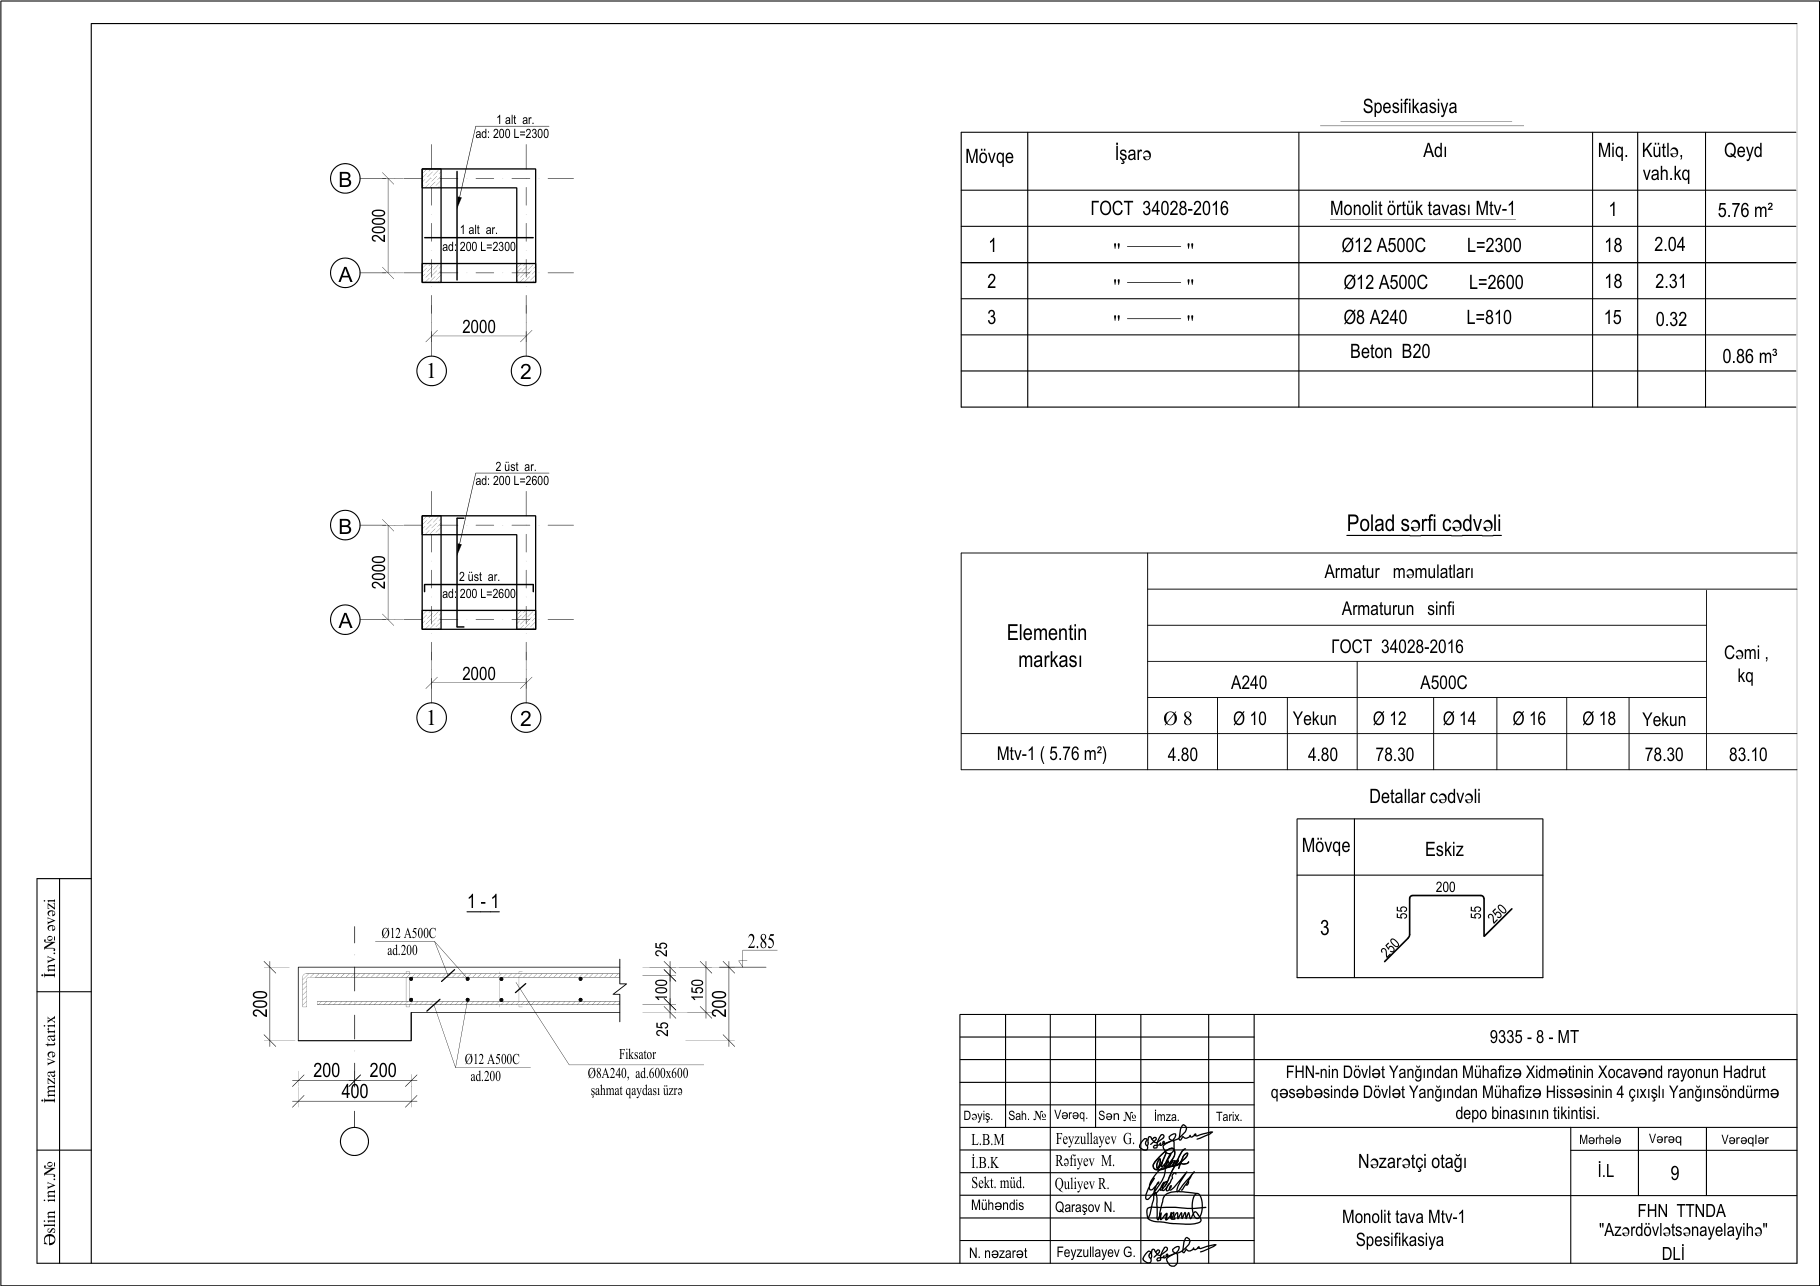 1 alt ar.
ad: 200 L=2300
B
2000
1 alt ar.
ad: 200 L=2300
A
2000
1
2
2 üst ar.
ad: 200 L=2600
B
2000
2 üst ar.
ad: 200 L=2600
A
2000
1
2
1 - 1
Ø12 A500C
ad.200
2.85
25
100
150
200
25
200
200 200
400
Ø12 A500C
ad.200
Fiksator
Ø8A240, ad.600x600
şahmat qaydası üzrə
Spesifikasiya
Mövqe İşarə Adı Miq. Kütlə, vah.kq Qeyd
ГОСТ 34028-2016 Monolit örtük tavası Mtv-1 1 5.76 m²
1 " ——— " Ø12 A500C L=2300 18 2.04
2 " ——— " Ø12 A500C L=2600 18 2.31
3 " ——— " Ø8 A240 L=810 15 0.32
Beton B20 0.86 m³
Polad sərfi cədvəli
Elementin markası
Armatur məmulatları
Armaturun sinfi
ГОСТ 34028-2016
Cəmi ,
kq
A240 A500C
Ø 8 Ø 10 Yekun Ø 12 Ø 14 Ø 16 Ø 18 Yekun
Mtv-1 ( 5.76 m²) 4.80 4.80 78.30 78.30 83.10
Detallar cədvəli
Mövqe Eskiz
3
200
55 55
250 250
9335 - 8 - MT
FHN-nin Dövlət Yanğından Mühafizə Xidmətinin Xocavənd rayonun Hadrut
qəsəbəsində Dövlət Yanğından Mühafizə Hissəsinin 4 çıxışlı Yanğınsöndürmə
depo binasının tikintisi.
Dəyiş. Sah. № Vərəq. Sən № İmza. Tarix.
L.B.M Feyzullayev G.
İ.B.K Rəfiyev M.
Sekt. müd. Quliyev R.
Mühəndis Qaraşov N.
N. nəzarət Feyzullayev G.
Nəzarətçi otağı
Mərhələ Vərəq Vərəqlər
İ.L 9
Monolit tava Mtv-1
Spesifikasiya
FHN TTNDA
"Azərdövlətsənayelayihə"
DLİ
İnv.№ əvəzi
İmza və tarix
Əslin inv.№